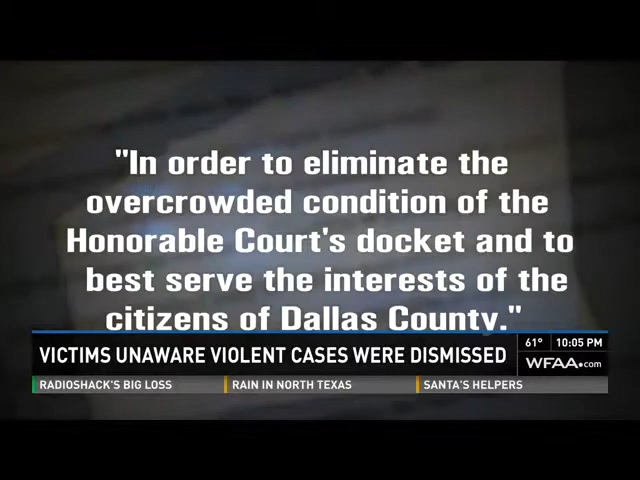 "In order to eliminate the
overcrowded condition of the
Honorable Court's docket and to
best serve the interests of the
citizens of Dallas County."
VICTIMS UNAWARE VIOLENT CASES WERE DISMISSED
61° 10:05 PM
WFAA.com
RADIOSHACK'S BIG LOSS RAIN IN NORTH TEXAS SANTA'S HELPERS